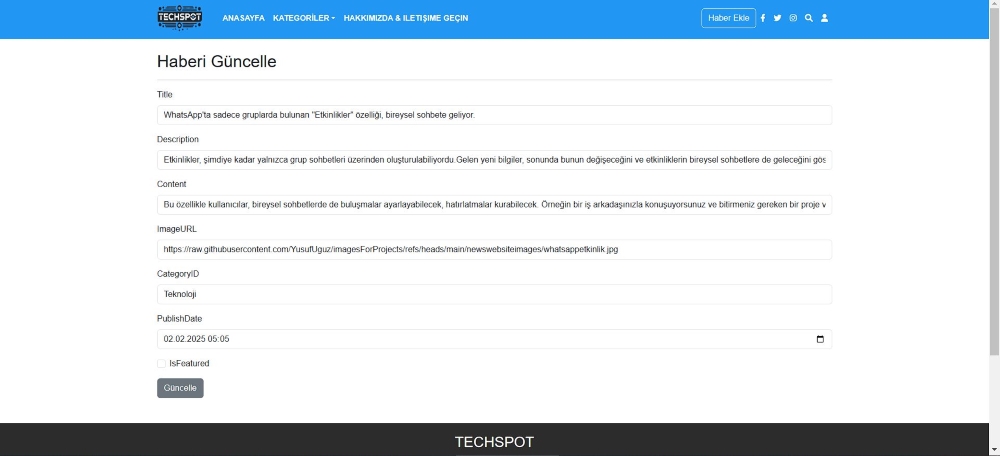 TECHSPOT
ANASAYFA KATEGORİLER HAKKIMIZDA & ILETIŞIME GEÇIN
Haber Ekle
Haberi Güncelle
Title
WhatsApp'ta sadece gruplarda bulunan "Etkinlikler" özelliği, bireysel sohbete geliyor.
Description
Etkinlikler, şimdiye kadar yalnızca grup sohbetleri üzerinden oluşturulabiliyordu.Gelen yeni bilgiler, sonunda bunun değişeceğini ve etkinliklerin bireysel sohbetlere de geleceğini gös
Content
Bu özellikle kullanıcılar, bireysel sohbetlerde de buluşmalar ayarlayabilecek, hatırlatmalar kurabilecek. Örneğin bir iş arkadaşınızla konuşuyorsunuz ve bitirmeniz gereken bir proje v
ImageURL
https://raw.githubusercontent.com/YusufUguz/imagesForProjects/refs/heads/main/newswebsiteimages/whatsappetkinlik.jpg
CategoryID
Teknoloji
PublishDate
02.02.2025 05:05
IsFeatured
Güncelle
TECHSPOT